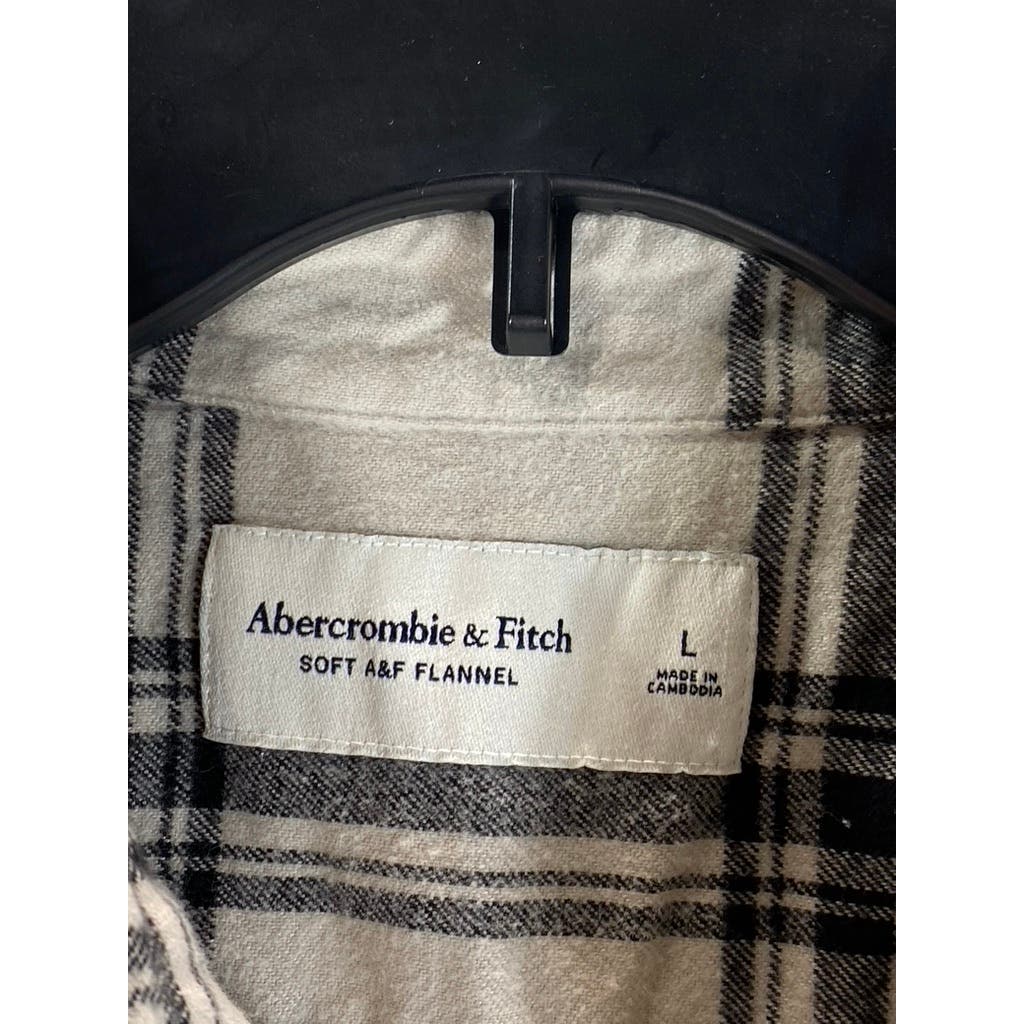 Abercrombie & Fitch
SOFT A&F FLANNEL
L
MADE IN
CAMBODIA